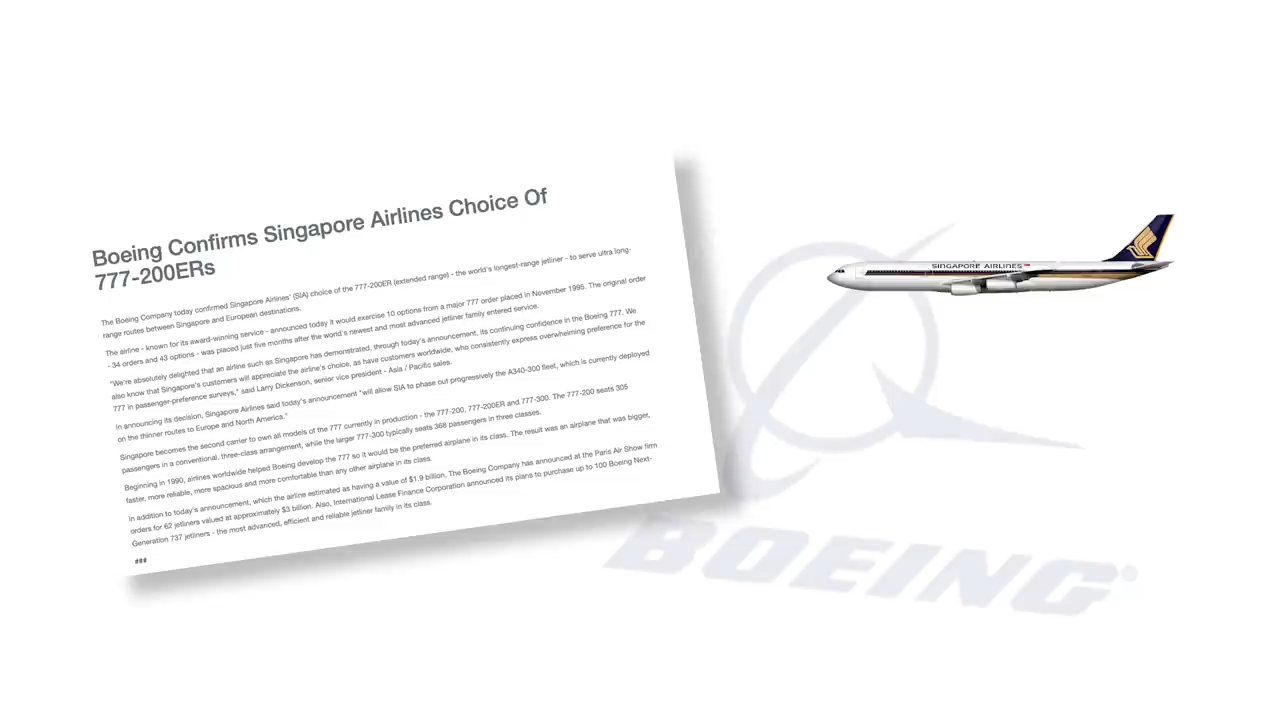 Boeing Confirms Singapore Airlines Choice Of
777-200ERs
The Boeing Company today confirmed Singapore Airlines' (SIA) choice of the 777-200ER (extended range) - the world's longest-range jetliner - to serve ultra long-
range routes between Singapore and European destinations.
The airline - known for its award-winning service - announced today it would exercise 10 options from a major 777 order placed in November 1995. The original order
- 34 orders and 43 options - was placed just five months after the world's newest and most advanced jetliner family entered service.
"We're absolutely delighted that an airline such as Singapore has demonstrated, through today's announcement, its continuing confidence in the Boeing 777. We
also know that Singapore's customers will appreciate the airline's choice, as have customers worldwide, who consistently express overwhelming preference for the
777 in passenger-preference surveys," said Larry Dickenson, senior vice president - Asia / Pacific sales.
In announcing its decision, Singapore Airlines said today's announcement "will allow SIA to phase out progressively the A340-300 fleet, which is currently deployed
on the thinner routes to Europe and North America."
Singapore becomes the second carrier to own all models of the 777 currently in production - the 777-200, 777-200ER and 777-300. The 777-200 seats 305
passengers in a conventional, three-class arrangement, while the larger 777-300 typically seats 368 passengers in three classes.
Beginning in 1990, airlines worldwide helped Boeing develop the 777 so it would be the preferred airplane in its class. The result was an airplane that was bigger,
faster, more reliable, more spacious and more comfortable than any other airplane in its class.
In addition to today's announcement, which the airline estimated as having a value of $1.9 billion, The Boeing Company has announced at the Paris Air Show firm
orders for 62 jetliners valued at approximately $3 billion. Also, International Lease Finance Corporation announced its plans to purchase up to 100 Boeing Next-
Generation 737 jetliners - the most advanced, efficient and reliable jetliner family in its class.
###
SINGAPORE AIRLINES
BOEING®